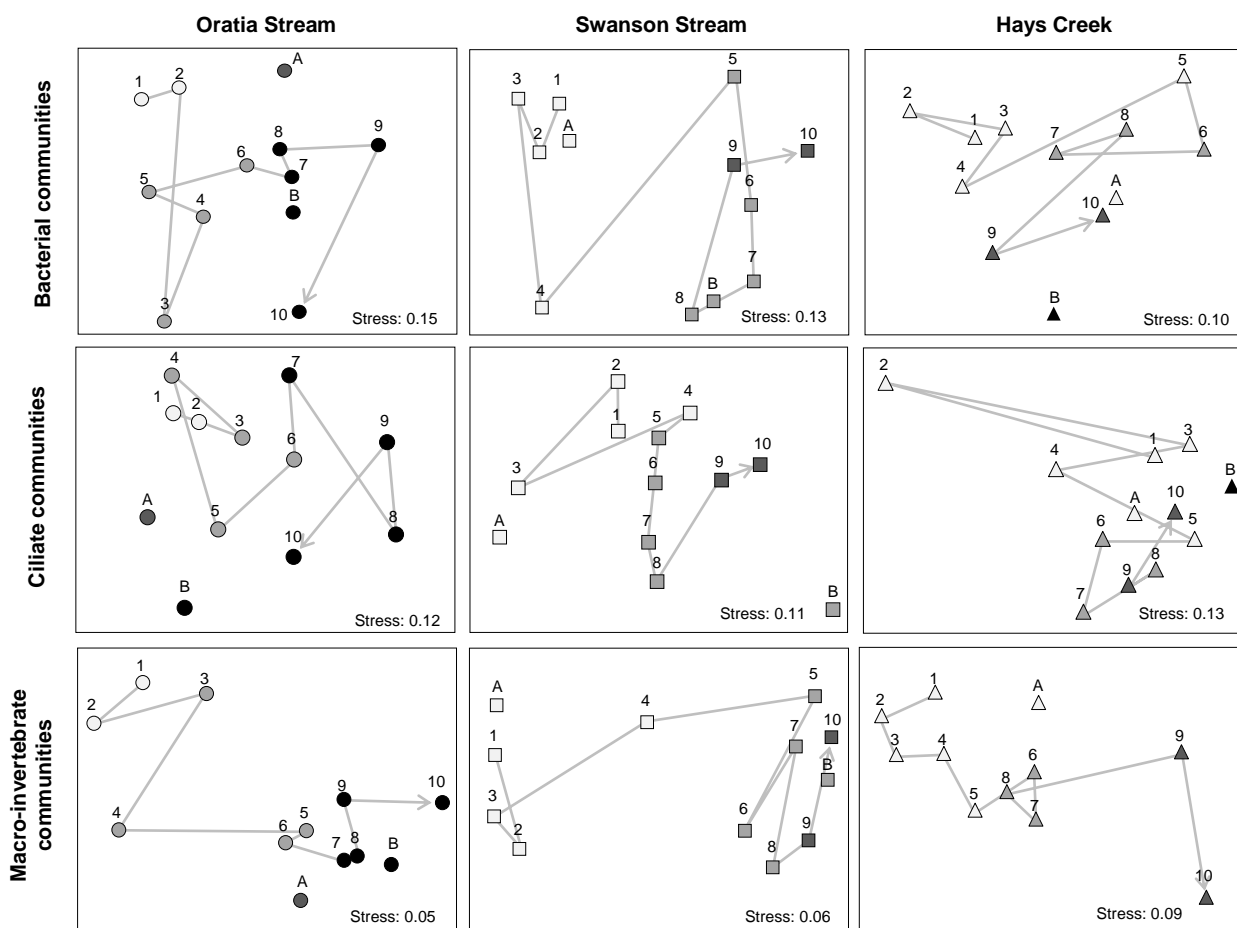 Oratia Stream
Swanson Stream
Hays Creek
Bacterial communities
1
2
A
8
9
6
7
5
B
4
3
10
Stress: 0.15
3
1
5
2
A
10
9
6
7
4
B
8
Stress: 0.13
5
2
3
1
8
7
6
4
A
10
9
B
Stress: 0.10
Ciliate communities
4
7
1
2
3
9
6
A
5
8
10
B
Stress: 0.12
2
4
1
5
10
3
6
9
A
7
8
B
Stress: 0.11
2
3
1
4
B
A
10
6
5
8
9
7
Stress: 0.13
Macro-invertebrate
communities
1
3
2
9
10
4
5
6
7
8
B
A
Stress: 0.05
A
5
4
7
10
1
B
3
6
2
9
8
Stress: 0.06
1
A
2
9
3
4
6
8
5
7
10
Stress: 0.09